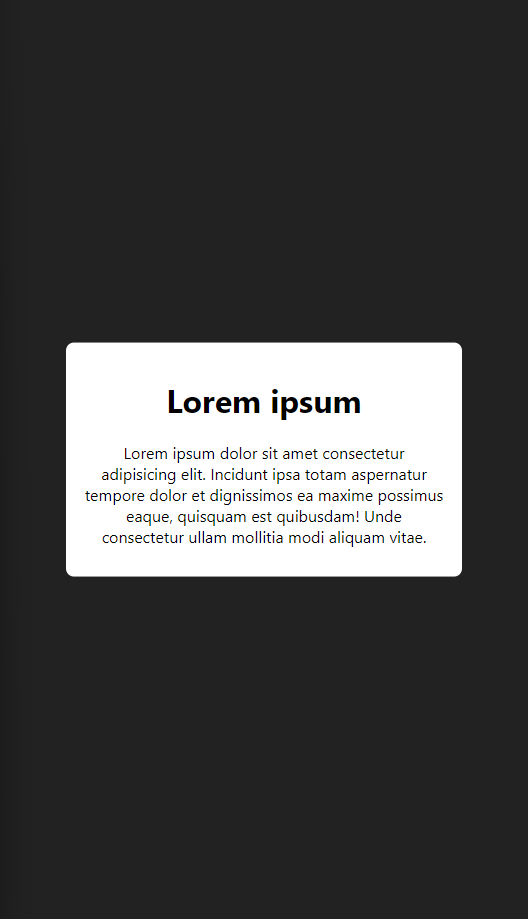 Lorem ipsum
Lorem ipsum dolor sit amet consectetur
adipisicing elit. Incidunt ipsa totam aspernatur
tempore dolor et dignissimos ea maxime possimus
eaque, quisquam est quibusdam! Unde
consectetur ullam mollitia modi aliquam vitae.